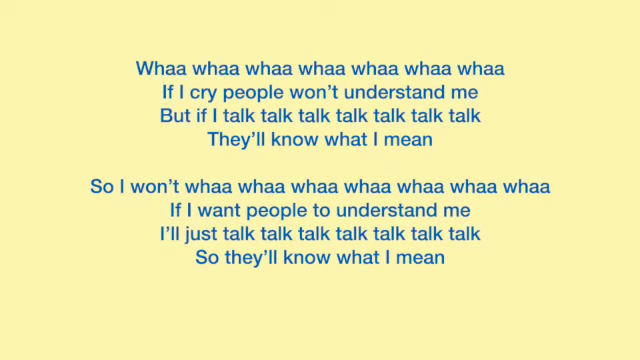 Whaa whaa whaa whaa whaa whaa whaa
If I cry people won’t understand me
But if I talk talk talk talk talk talk talk
They’ll know what I mean
So I won’t whaa whaa whaa whaa whaa whaa whaa
If I want people to understand me
I’ll just talk talk talk talk talk talk talk
So they’ll know what I mean